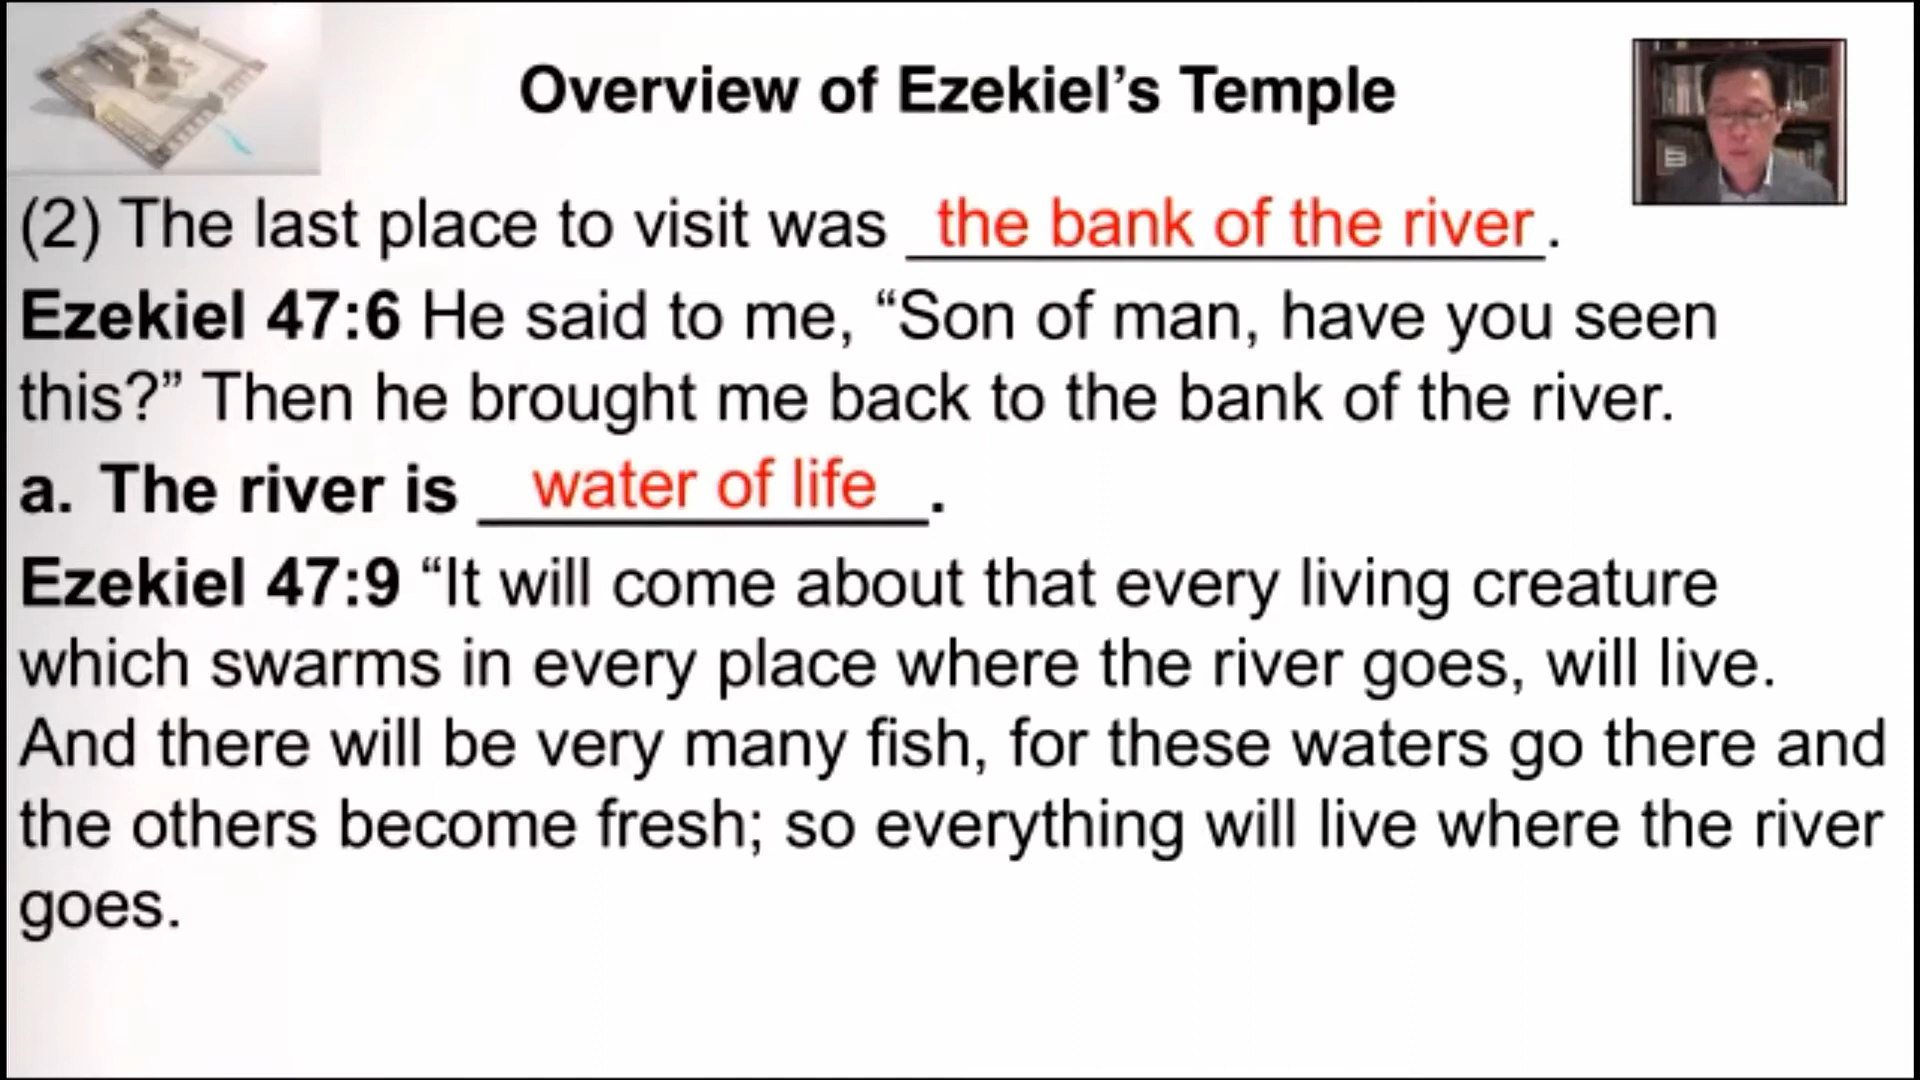 Overview of Ezekiel’s Temple
(2) The last place to visit was the bank of the river.
Ezekiel 47:6 He said to me, “Son of man, have you seen
this?” Then he brought me back to the bank of the river.
a. The river is water of life.
Ezekiel 47:9 “It will come about that every living creature
which swarms in every place where the river goes, will live.
And there will be very many fish, for these waters go there and
the others become fresh; so everything will live where the river
goes.